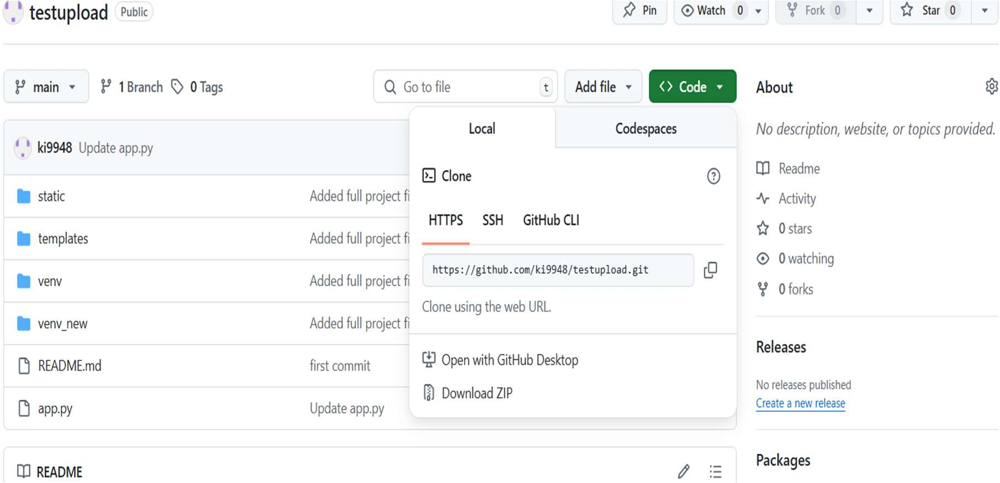 testupload Public Pin Watch 0 Fork 0 Star 0
main 1 Branch 0 Tags Go to file t Add file Code
ki9948 Update app.py
static Added full project fi
templates Added full project fi
venv Added full project fi
venv_new Added full project fi
README.md first commit
app.py Update app.py
README
Local Codespaces
Clone
HTTPS SSH GitHub CLI
https://github.com/ki9948/testupload.git
Clone using the web URL.
Open with GitHub Desktop
Download ZIP
About
No description, website, or topics provided.
Readme
Activity
0 stars
0 watching
0 forks
Releases
No releases published
Create a new release
Packages